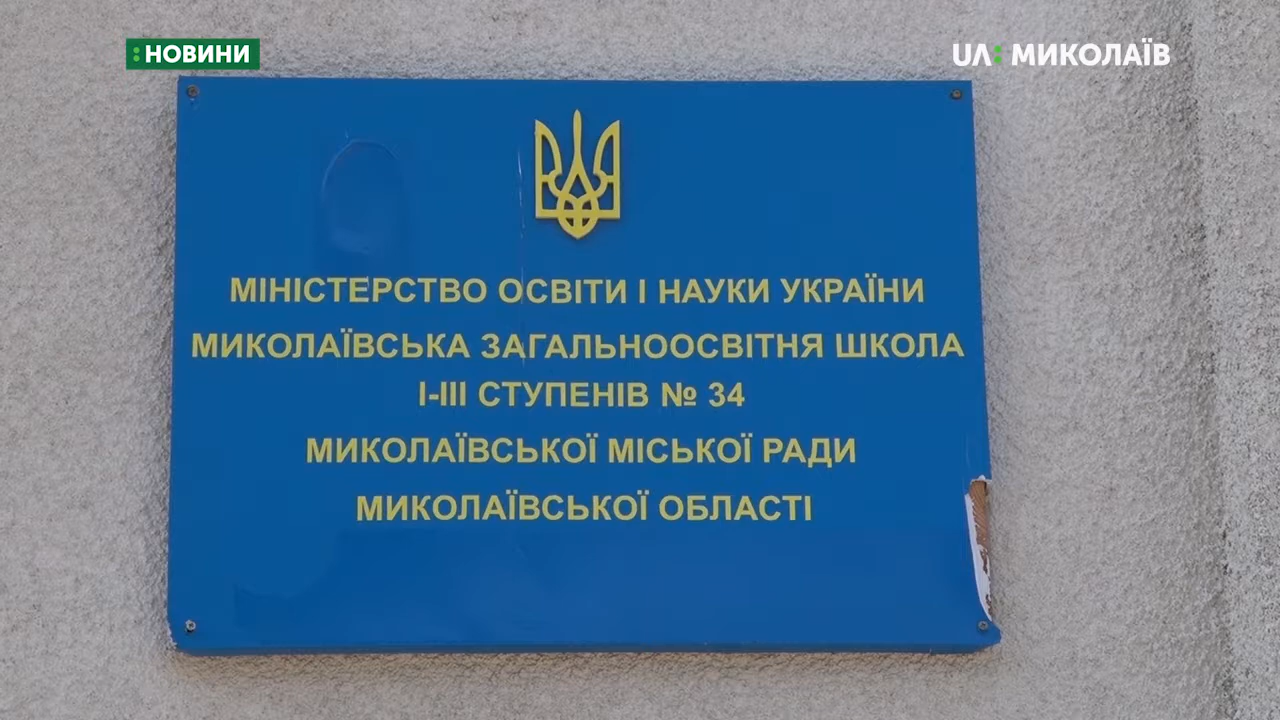 :НОВИНИ
UA: МИКОЛАЇВ
МІНІСТЕРСТВО ОСВІТИ І НАУКИ УКРАЇНИ
МИКОЛАЇВСЬКА ЗАГАЛЬНООСВІТНЯ ШКОЛА
І-ІІІ СТУПЕНІВ № 34
МИКОЛАЇВСЬКОЇ МІСЬКОЇ РАДИ
МИКОЛАЇВСЬКОЇ ОБЛАСТІ